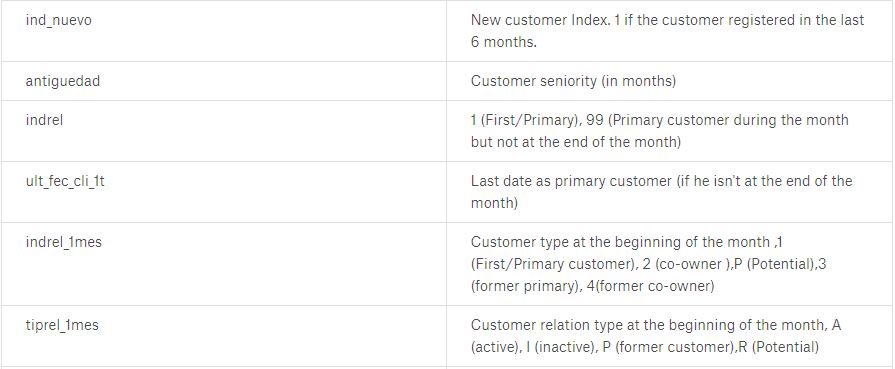 ind_nuevo
New customer Index. 1 if the customer registered in the last
6 months.
antiguedad
Customer seniority (in months)
indrel
1 (First/Primary), 99 (Primary customer during the month
but not at the end of the month)
ult_fec_cli_1t
Last date as primary customer (if he isn't at the end of the
month)
indrel_1mes
Customer type at the beginning of the month ,1
(First/Primary customer), 2 (co-owner ),P (Potential),3
(former primary), 4(former co-owner)
tiprel_1mes
Customer relation type at the beginning of the month, A
(active), I (inactive), P (former customer),R (Potential)